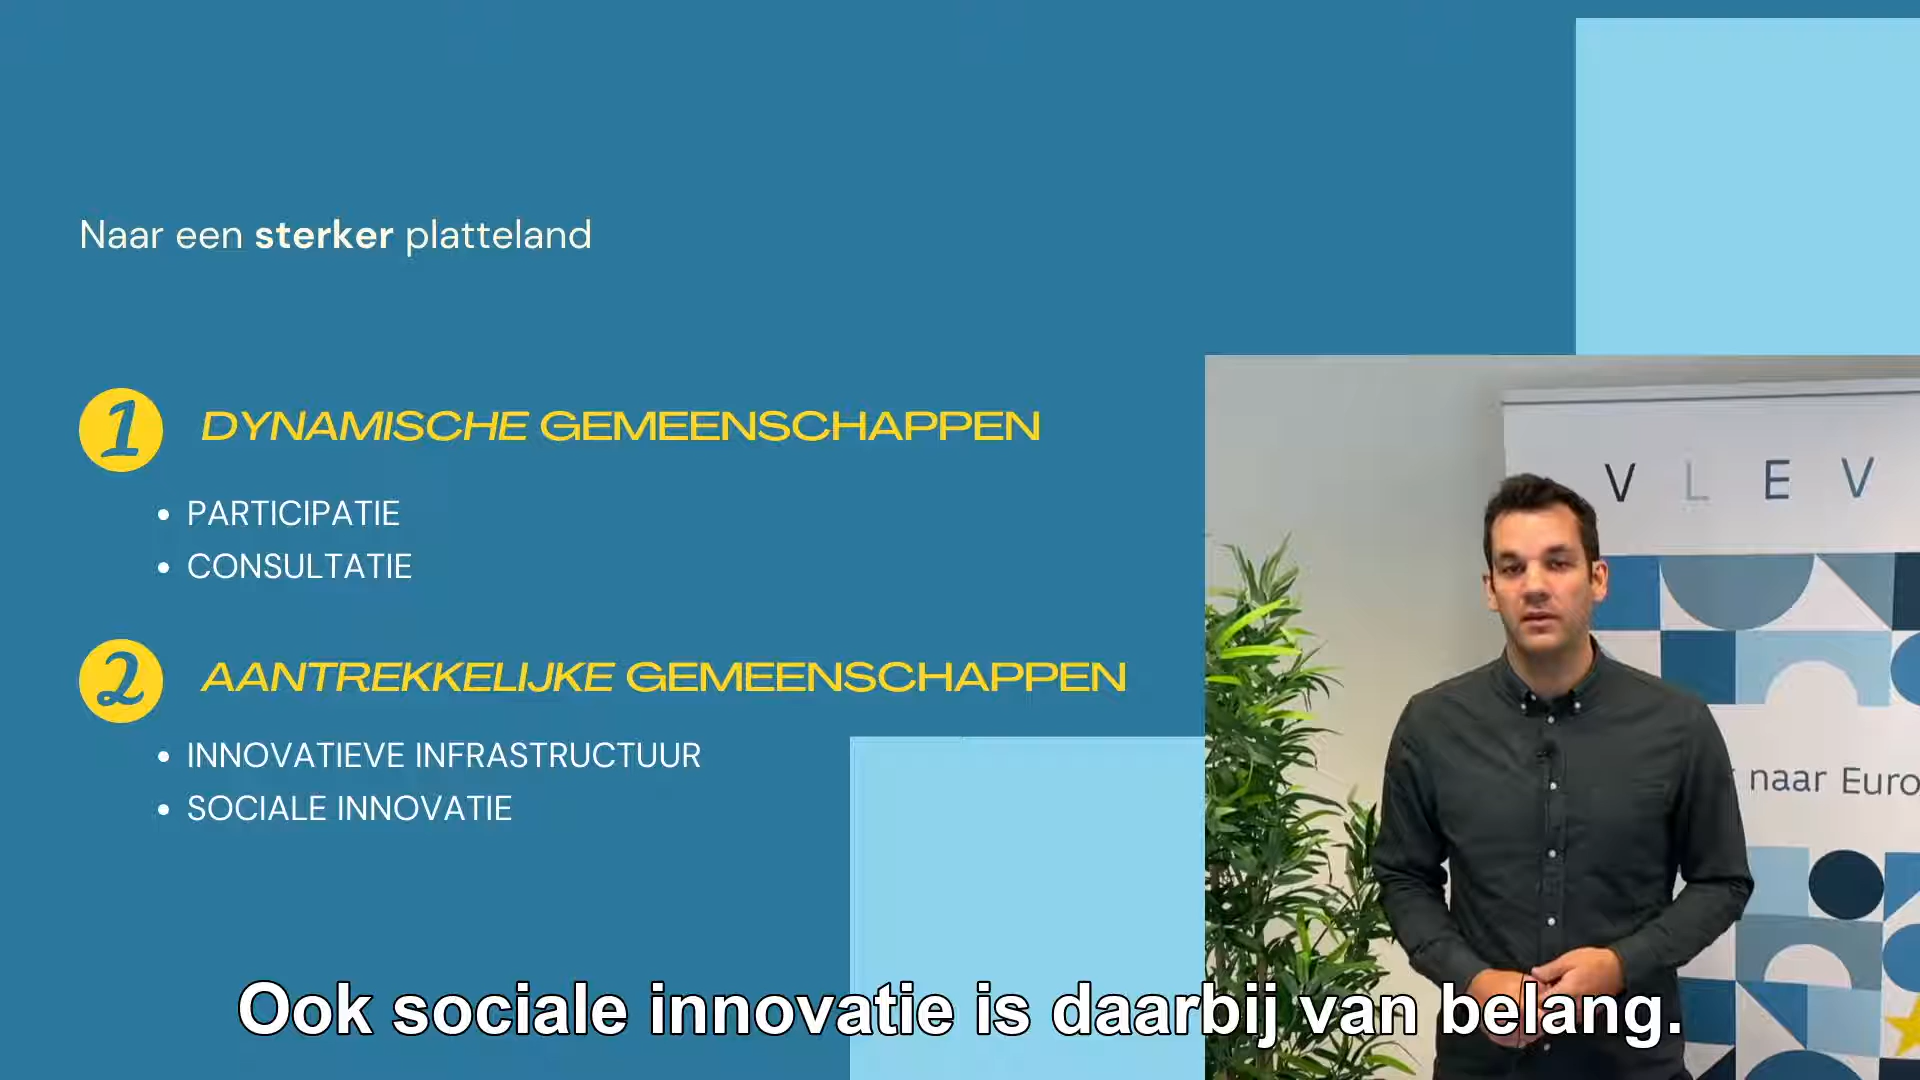 Naar een sterker platteland
1 DYNAMISCHE GEMEENSCHAPPEN
• PARTICIPATIE
• CONSULTATIE
2 AANTREKKELIJKE GEMEENSCHAPPEN
• INNOVATIEVE INFRASTRUCTUUR
• SOCIALE INNOVATIE
V L E V
naar Euro
Ook sociale innovatie is daarbij van belang.